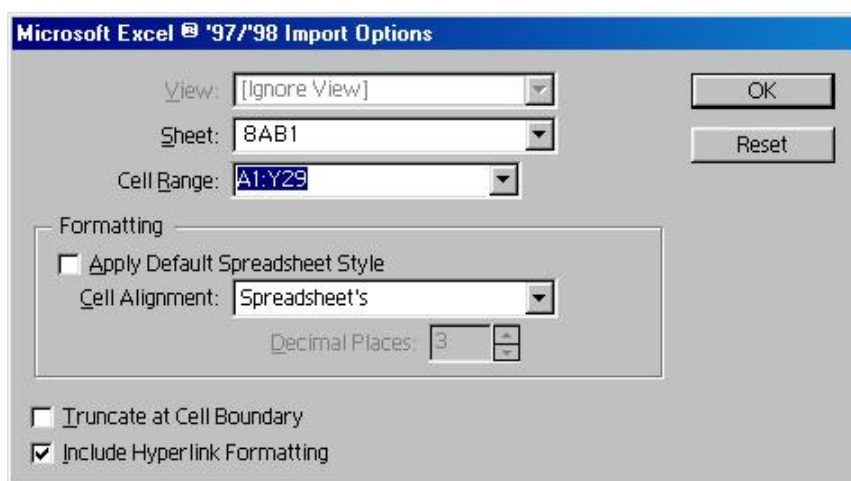 Microsoft Excel ® '97/'98 Import Options
View: [Ignore View]
OK
Sheet: 8AB1
Reset
Cell Range: A1:Y29
Formatting
Apply Default Spreadsheet Style
Cell Alignment: Spreadsheet's
Decimal Places: 3
Truncate at Cell Boundary
Include Hyperlink Formatting